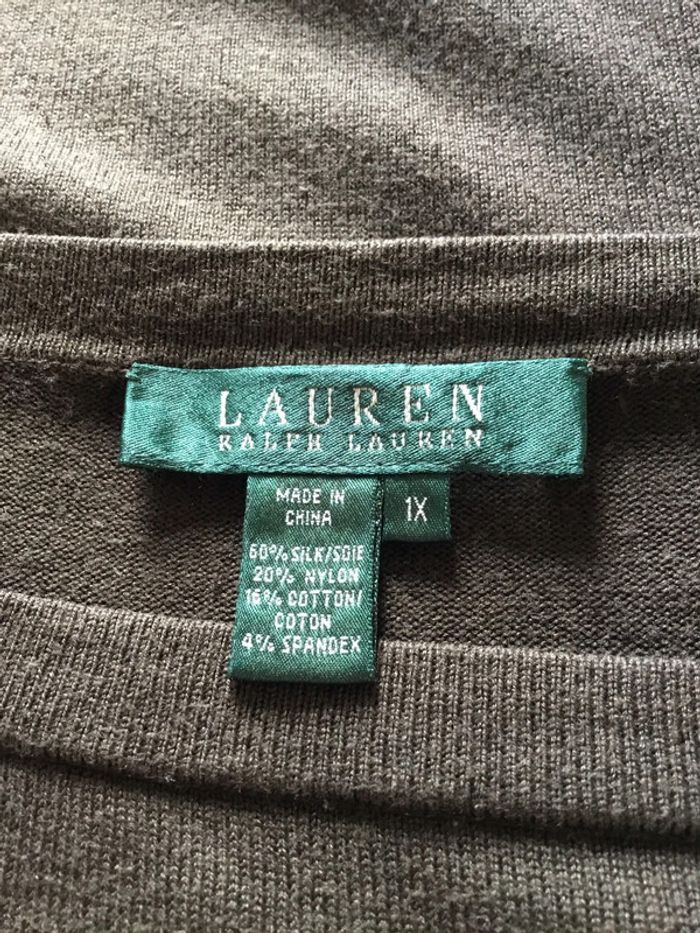 LAUREN
RALPH LAUREN
MADE IN
CHINA
1X
60% SILK/SOIE
20% NYLON
16% COTTON/
COTON
4% SPANDEX